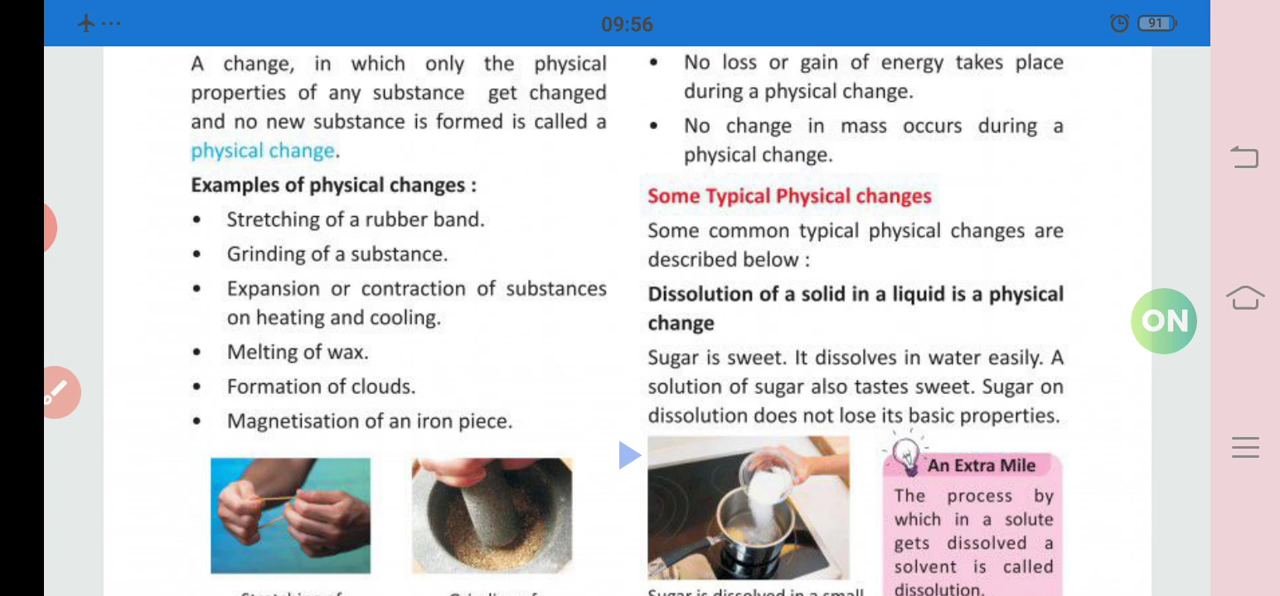 09:56
91
A change, in which only the physical
properties of any substance get changed
and no new substance is formed is called a
physical change.
Examples of physical changes :
• Stretching of a rubber band.
• Grinding of a substance.
• Expansion or contraction of substances
on heating and cooling.
• Melting of wax.
• Formation of clouds.
• Magnetisation of an iron piece.
• No loss or gain of energy takes place
during a physical change.
• No change in mass occurs during a
physical change.
Some Typical Physical changes
Some common typical physical changes are
described below :
Dissolution of a solid in a liquid is a physical
change
Sugar is sweet. It dissolves in water easily. A
solution of sugar also tastes sweet. Sugar on
dissolution does not lose its basic properties.
An Extra Mile
The process by
which in a solute
gets dissolved a
solvent is called
dissolution.
Sugar is dissolved in a small
ON